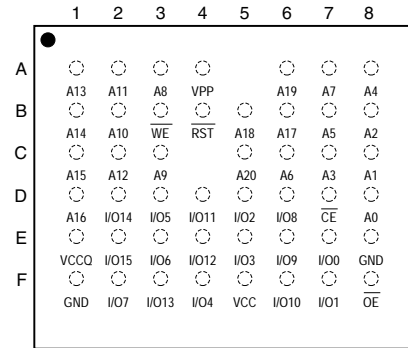 1 2 3 4 5 6 7 8
A
A13 A11 A8 VPP A19 A7 A4
B
A14 A10 WE RST A18 A17 A5 A2
C
A15 A12 A9 A20 A6 A3 A1
D
A16 I/O14 I/O5 I/O11 I/O2 I/O8 CE A0
E
VCCQ I/O15 I/O6 I/O12 I/O3 I/O9 I/O0 GND
F
GND I/O7 I/O13 I/O4 VCC I/O10 I/O1 OE